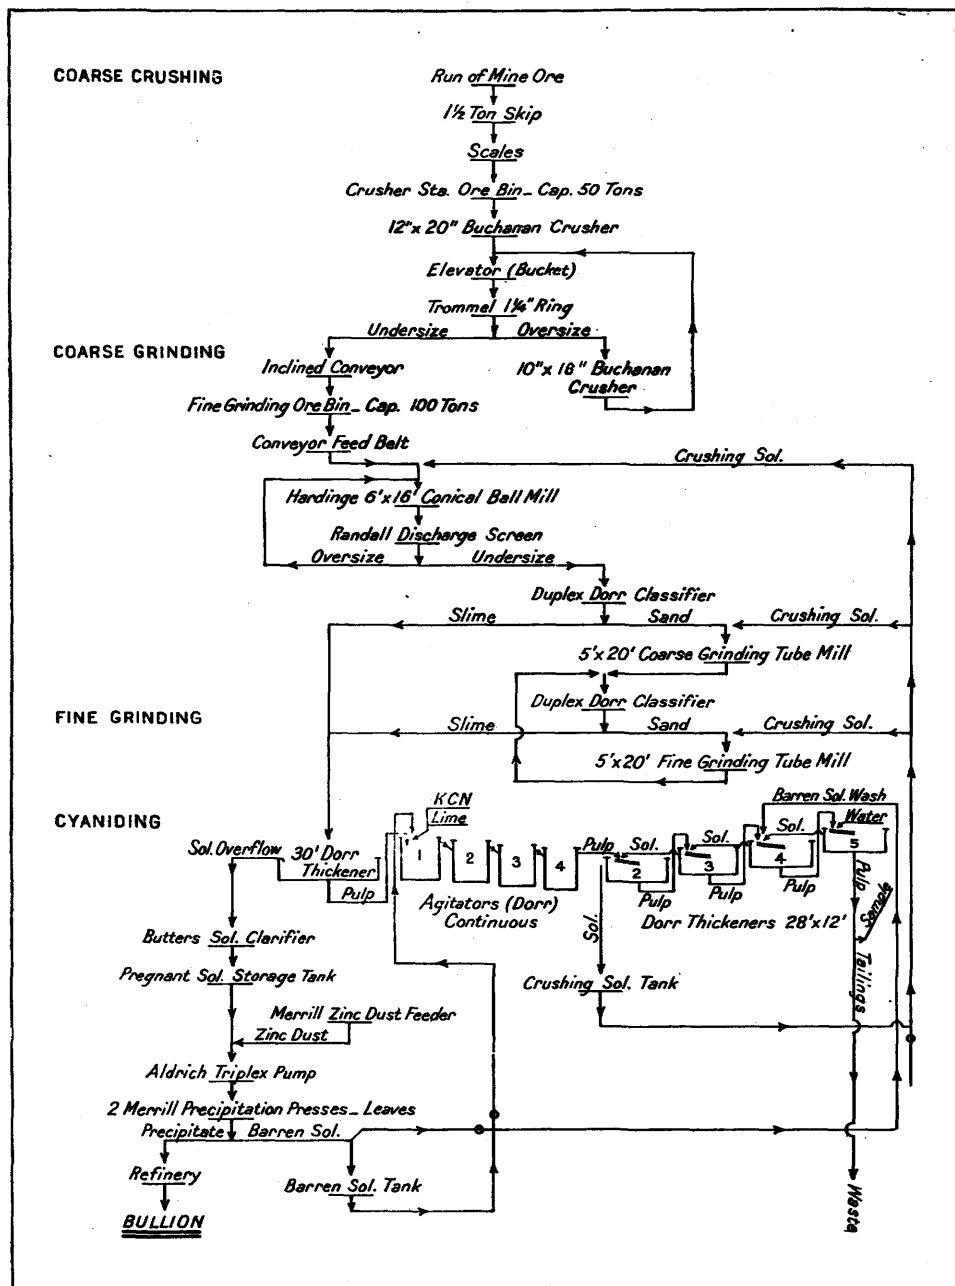 COARSE CRUSHING
Run of Mine Ore
1½ Ton Skip
Scales
Crusher Sta. Ore Bin_ Cap. 50 Tons
12"x 20" Buchanan Crusher
Elevator (Bucket)
Trommel 1¼" Ring
Undersize Oversize
COARSE GRINDING
Inclined Conveyor
10"x 18" Buchanan
Crusher
Fine Grinding Ore Bin_ Cap. 100 Tons
Conveyor Feed Belt
Crushing Sol.
Hardinge 6'x16' Conical Ball Mill
Randall Discharge Screen
Oversize Undersize
Duplex Dorr Classifier
Slime Sand Crushing Sol.
5'x20' Coarse Grinding Tube Mill
Duplex Dorr Classifier
FINE GRINDING
Slime Sand Crushing Sol.
5'x20' Fine Grinding Tube Mill
KCN
Lime
Barren Sol. Wash
CYANIDING
Water
Sol. Overflow
30' Dorr
Thickener
Pulp
1 2 3 4
Agitators (Dorr)
Continuous
Pulp Sol. Sol. Sol.
2 3 4 5
Pulp Pulp Pulp
Dorr Thickeners 28'x12'
Pulp
Sample
Tailings
Waste
Sol.
Crushing Sol. Tank
Butters Sol. Clarifier
Pregnant Sol. Storage Tank
Merrill Zinc Dust Feeder
Zinc Dust
Aldrich Triplex Pump
2 Merrill Precipitation Presses_ Leaves
Precipitate Barren Sol.
Refinery
Barren Sol. Tank
BULLION